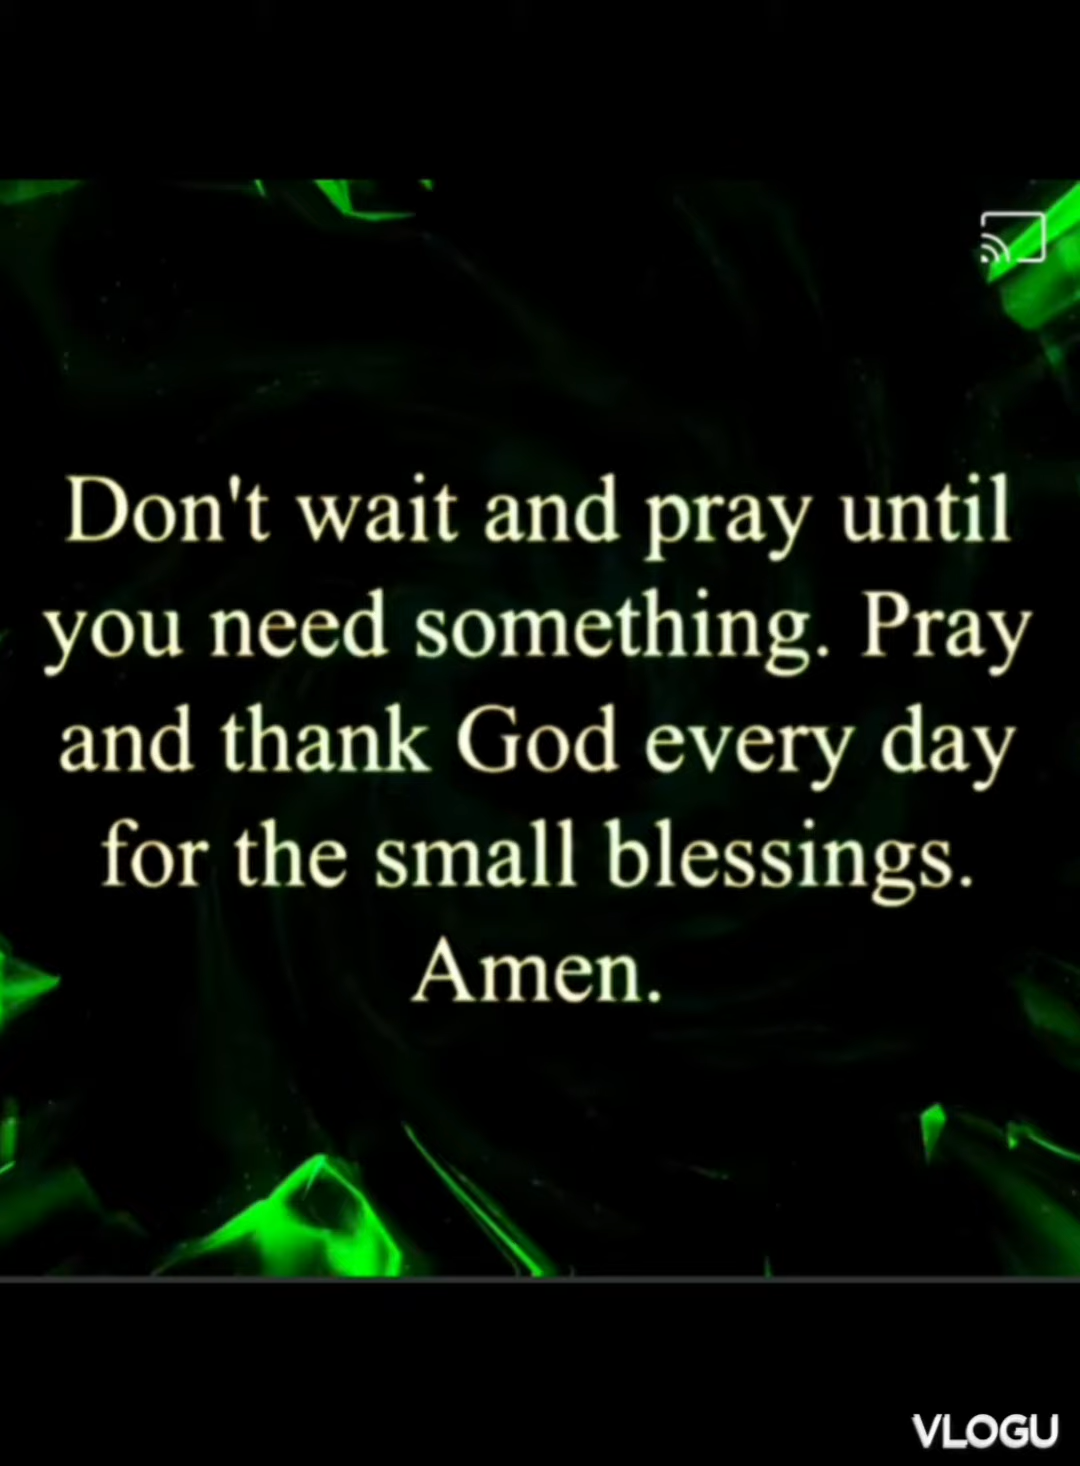 Don't wait and pray until
you need something. Pray
and thank God every day
for the small blessings.
Amen.
VLOGU